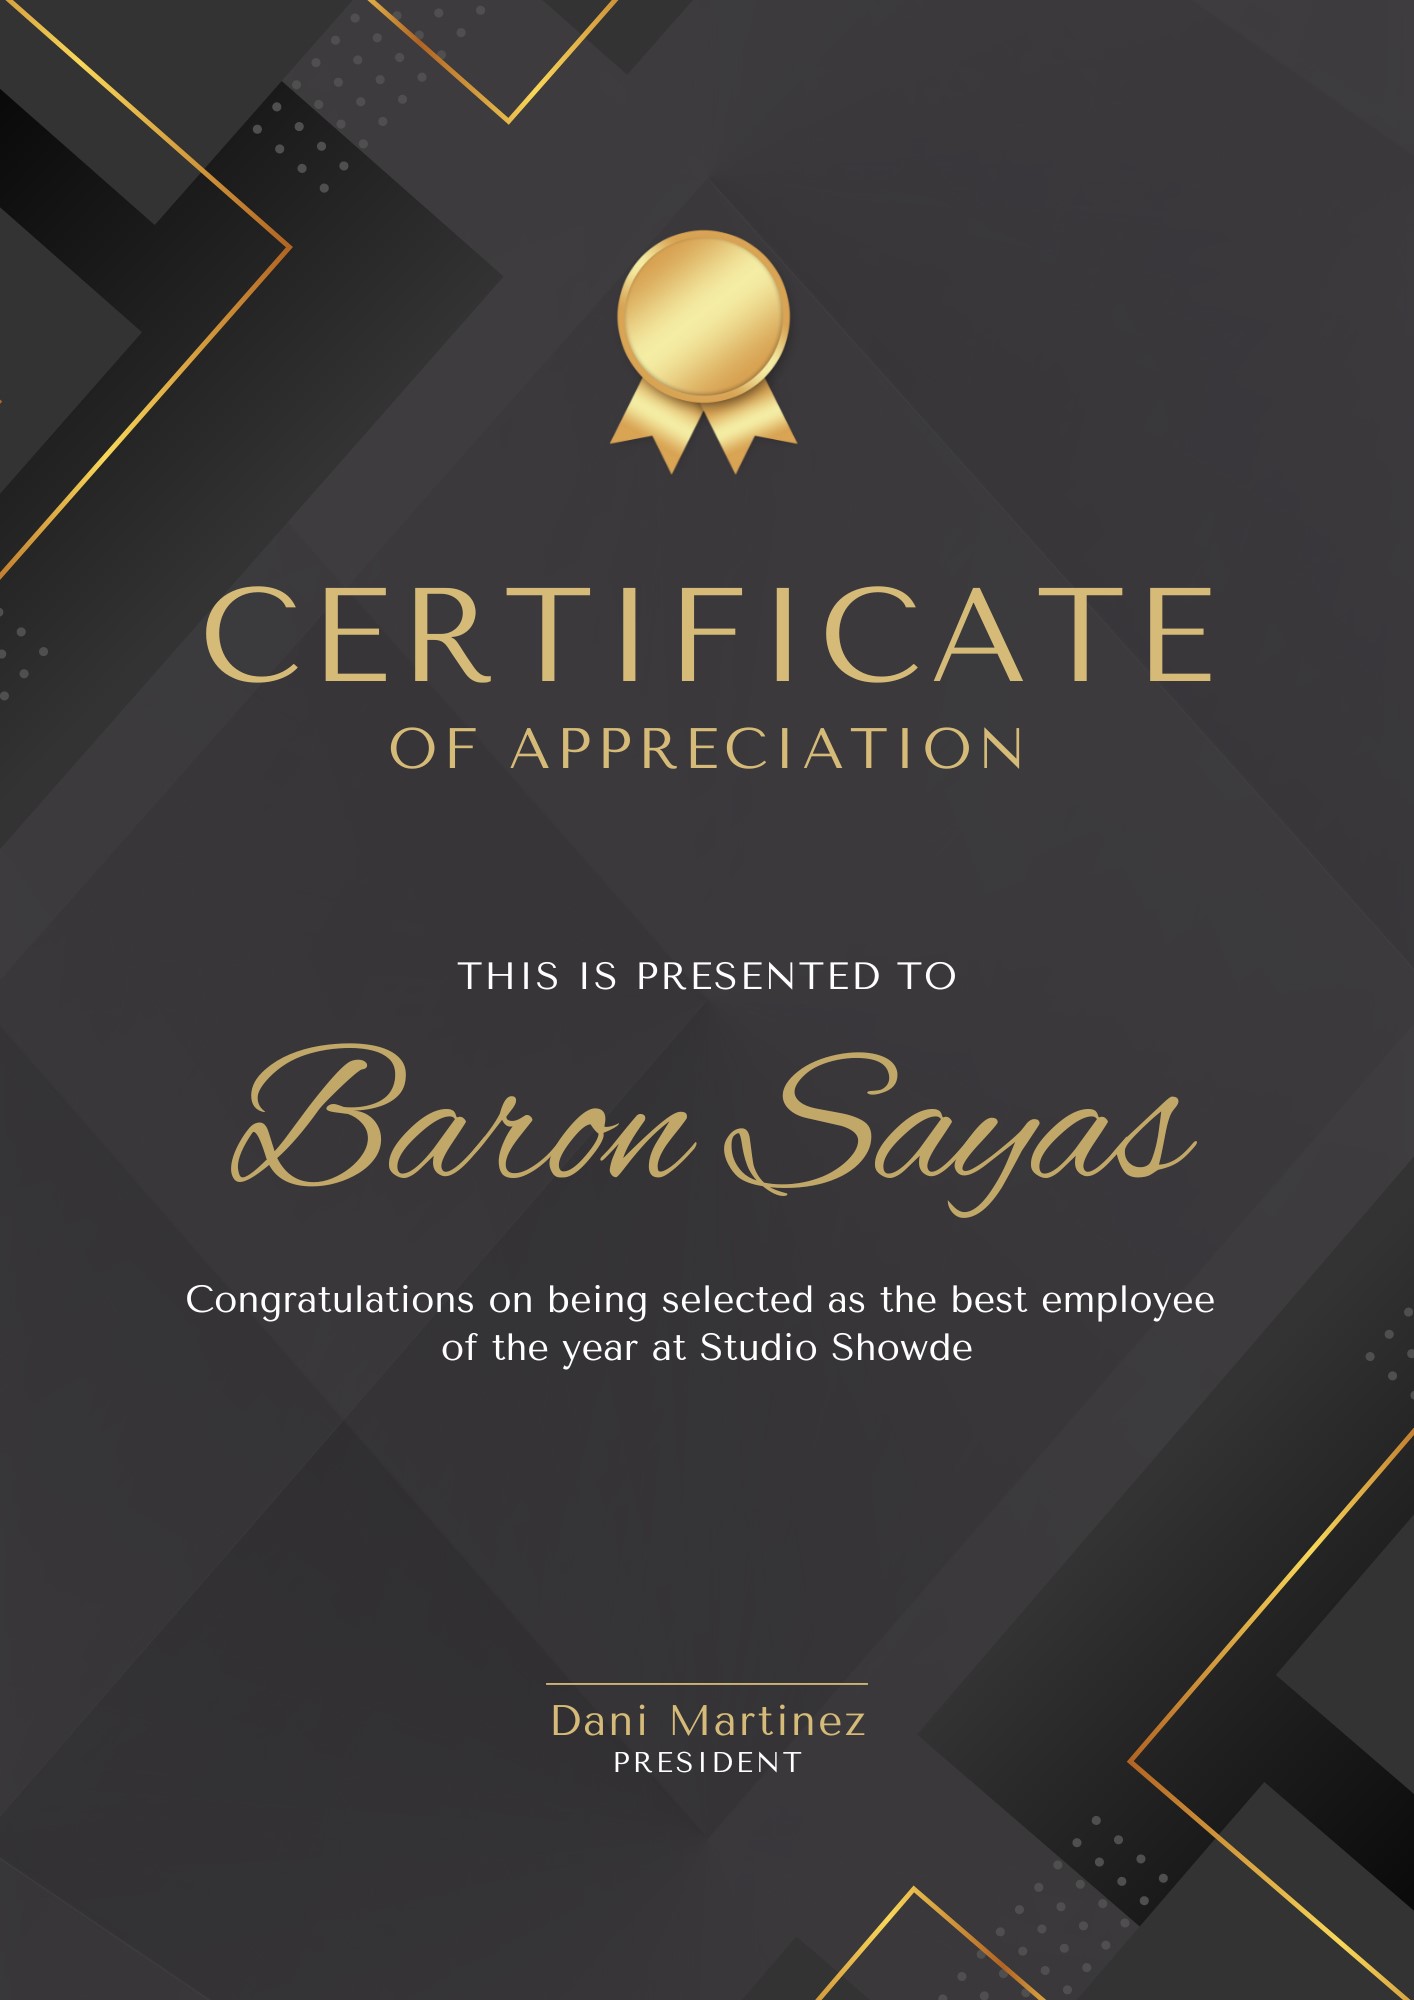 CERTIFICATE
OF APPRECIATION
THIS IS PRESENTED TO
Baron Sayas
Congratulations on being selected as the best employee
of the year at Studio Showde
Dani Martinez
PRESIDENT